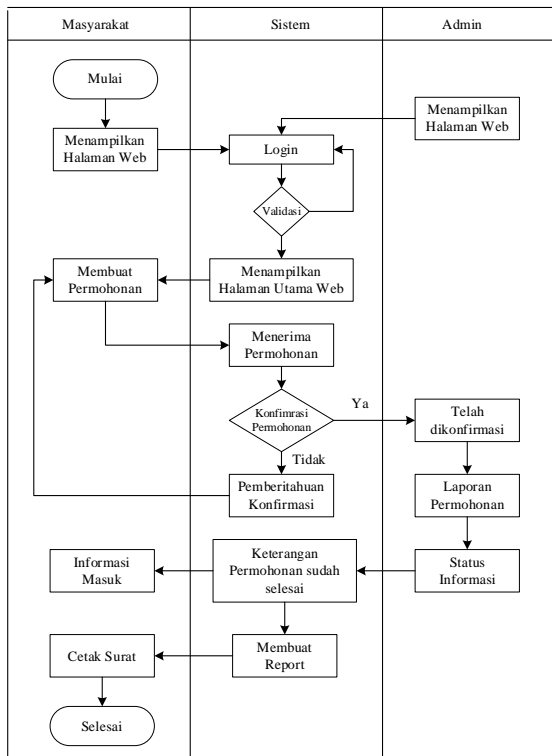 Masyarakat
Sistem
Admin
Mulai
Menampilkan
Halaman Web
Menampilkan
Halaman Web
Login
Validasi
Membuat
Permohonan
Menampilkan
Halaman Utama Web
Menerima
Permohonan
Konfimrasi
Permohonan
Ya
Telah
dikonfirmasi
Tidak
Pemberitahuan
Konfirmasi
Laporan
Permohonan
Informasi
Masuk
Keterangan
Permohonan sudah
selesai
Status
Informasi
Cetak Surat
Membuat
Report
Selesai